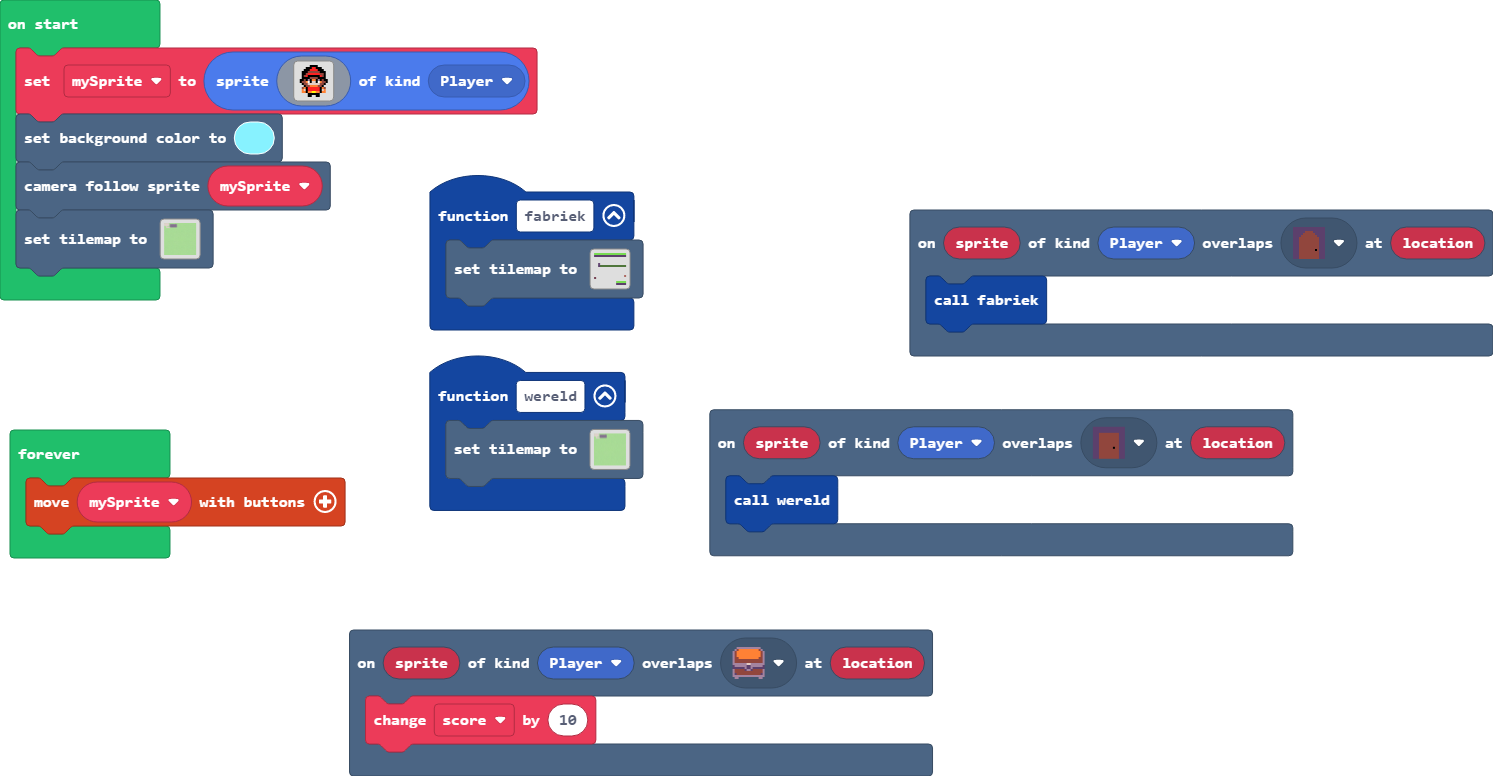 on start
set mySprite to sprite of kind Player
set background color to
camera follow sprite mySprite
set tilemap to
function fabriek
set tilemap to
on sprite of kind Player overlaps at location
call fabriek
function wereld
set tilemap to
on sprite of kind Player overlaps at location
call wereld
forever
move mySprite with buttons
on sprite of kind Player overlaps at location
change score by 10